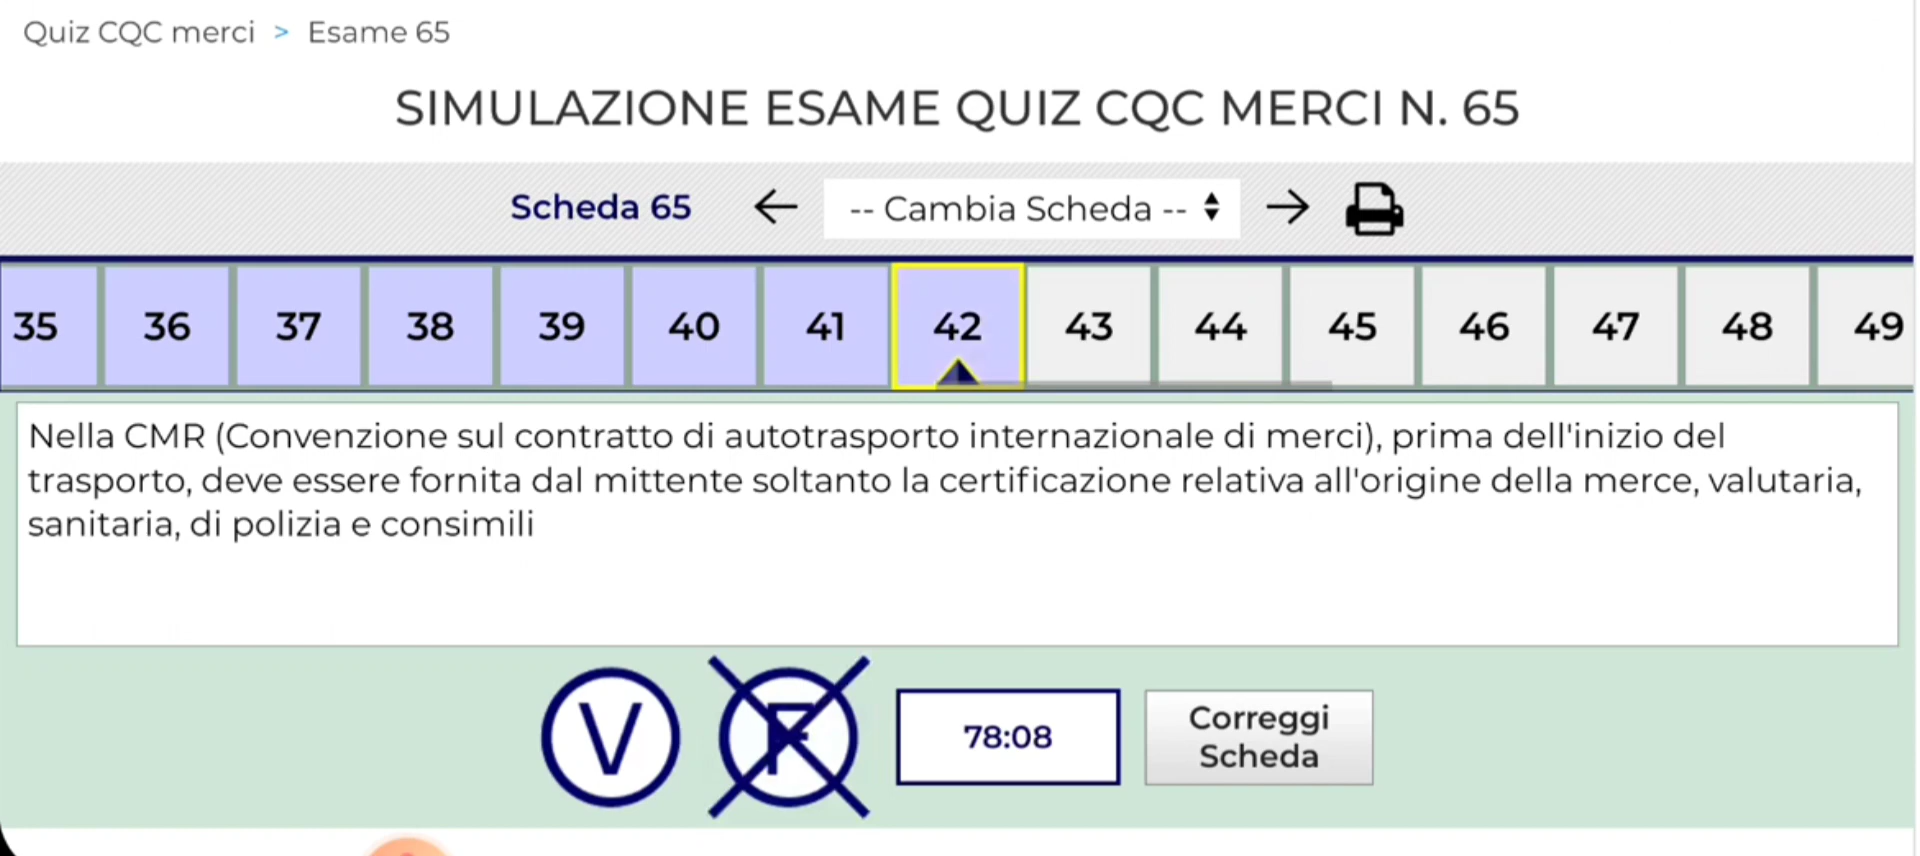 Quiz CQC merci > Esame 65
SIMULAZIONE ESAME QUIZ CQC MERCI N. 65
Scheda 65 ← -- Cambia Scheda -- →
35 36 37 38 39 40 41 42 43 44 45 46 47 48 49
Nella CMR (Convenzione sul contratto di autotrasporto internazionale di merci), prima dell'inizio del
trasporto, deve essere fornita dal mittente soltanto la certificazione relativa all'origine della merce, valutaria,
sanitaria, di polizia e consimili
V F 78:08 Correggi
Scheda